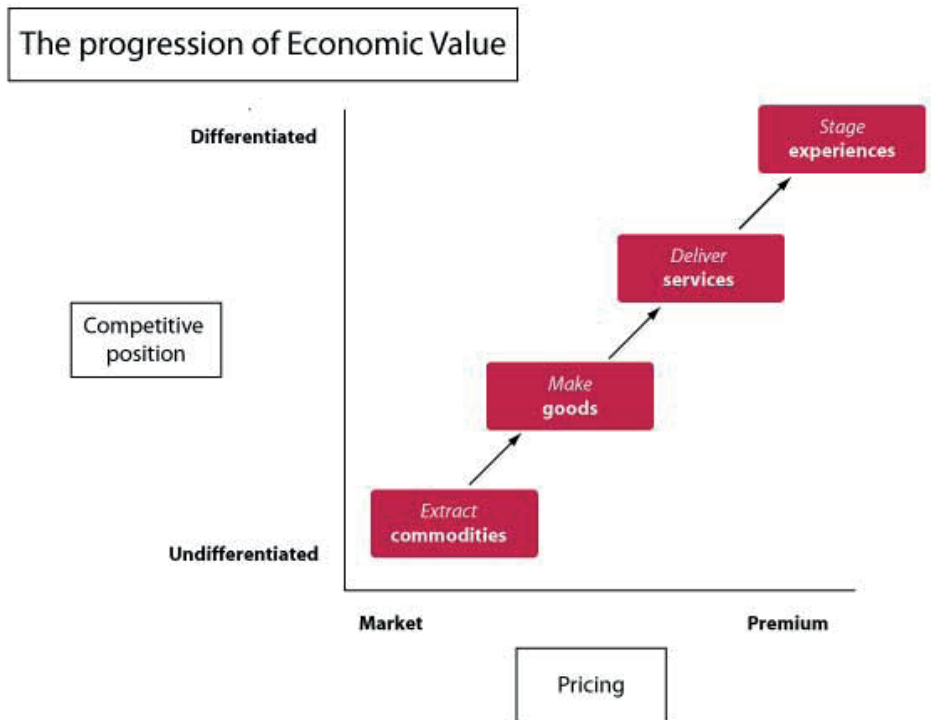 The progression of Economic Value
Differentiated
Stage
experiences
Deliver
services
Competitive
position
Make
goods
Extract
commodities
Undifferentiated
Market
Premium
Pricing